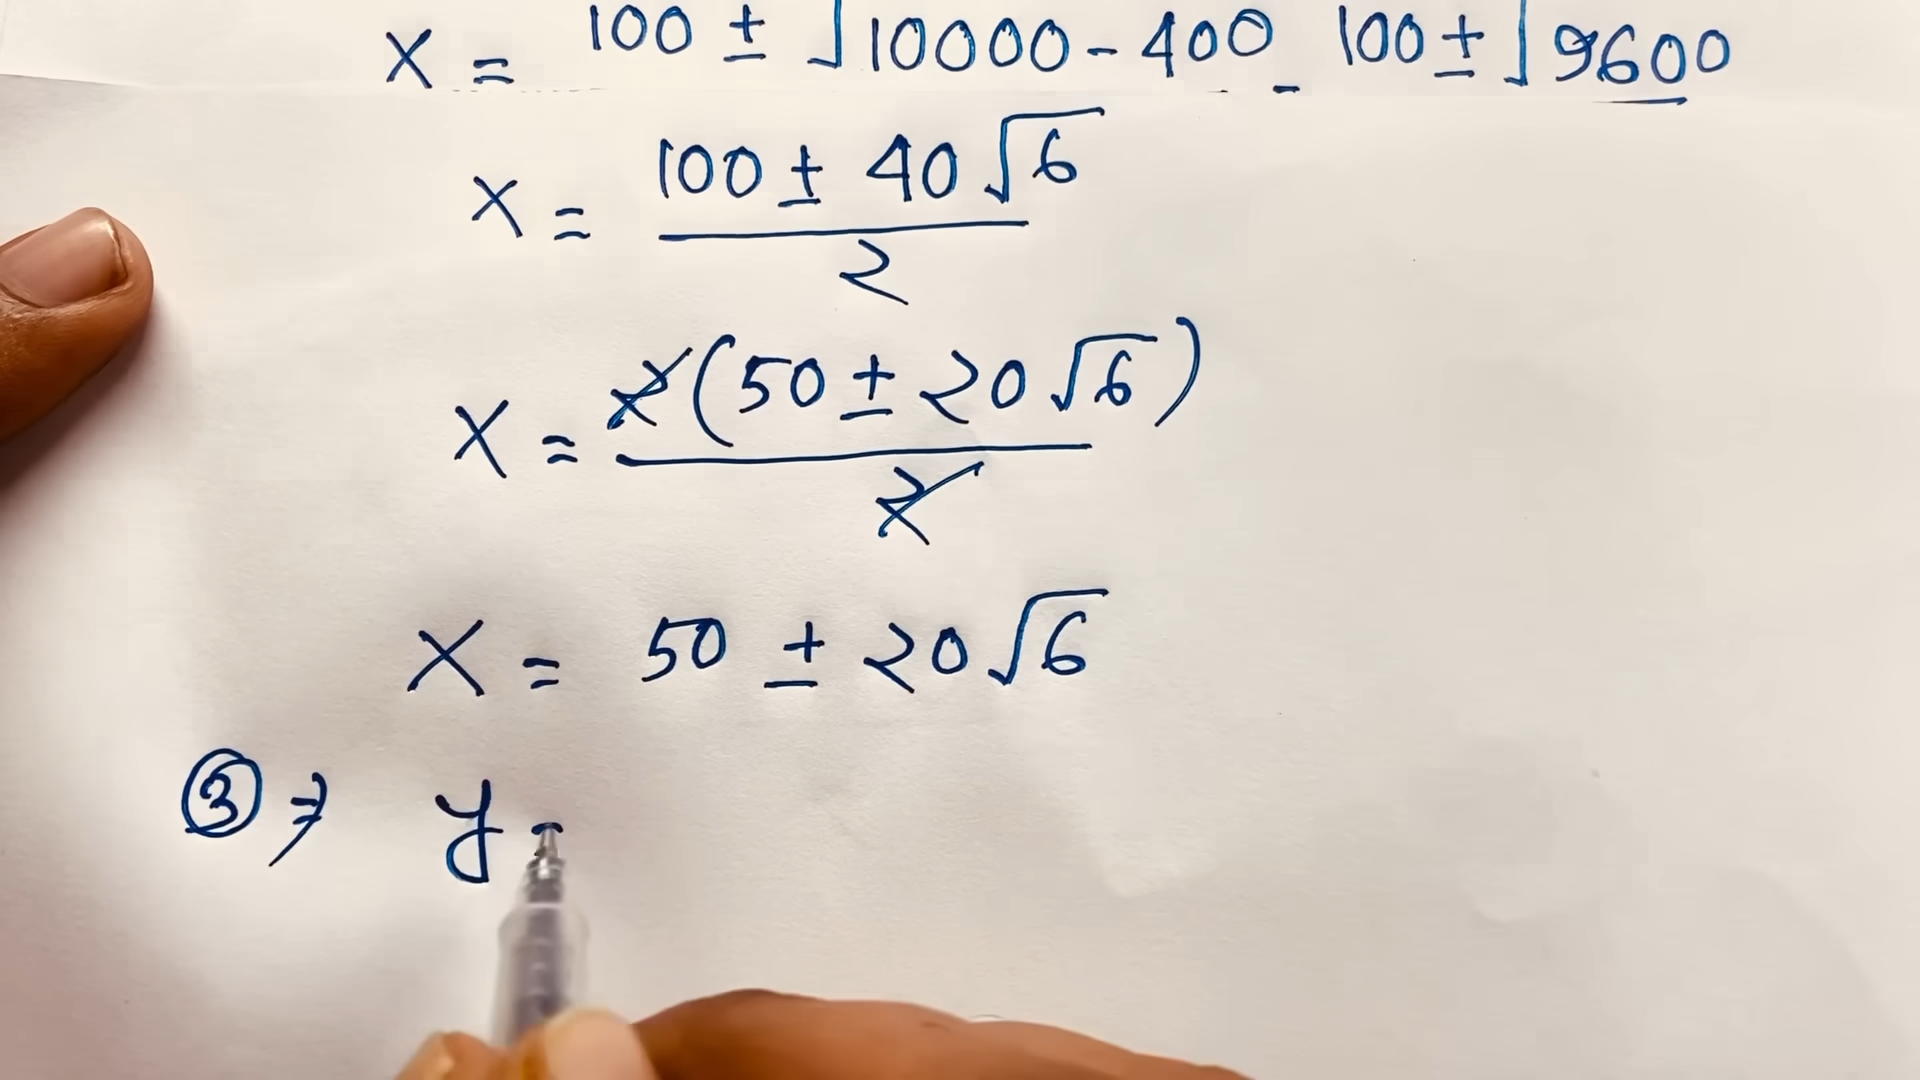 x = 100 ± √10000 - 400 - 100 ± √9600
x = 100 ± 40√6
2
x = 2(50 ± 20√6)
2
x = 50 ± 20√6
③ ⇒ y =